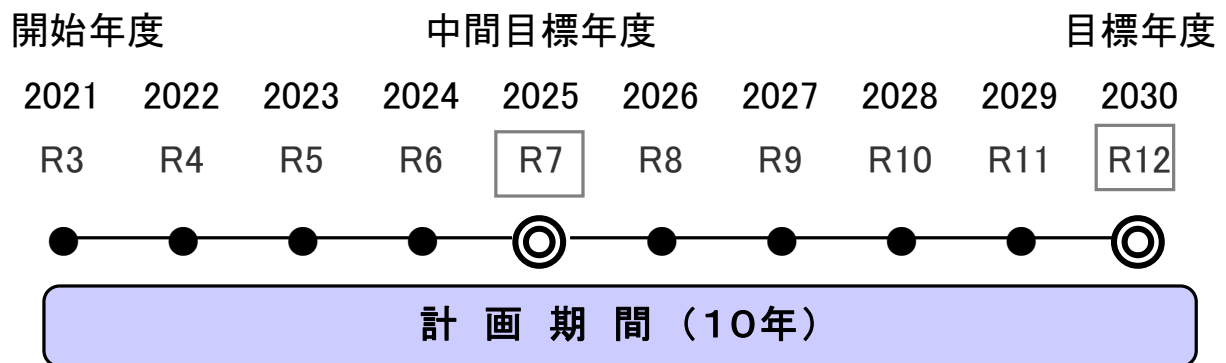 開始年度 中間目標年度 目標年度
2021 2022 2023 2024 2025 2026 2027 2028 2029 2030
R3 R4 R5 R6 R7 R8 R9 R10 R11 R12
計 画 期 間 (10年)